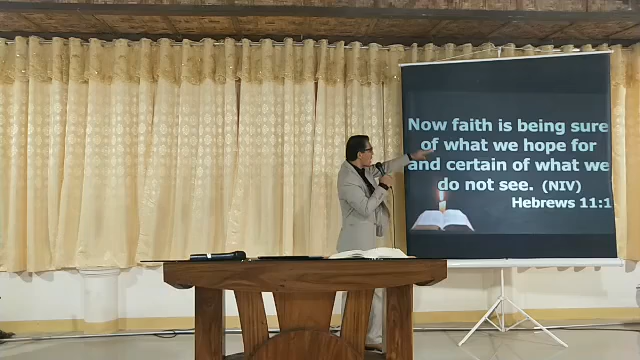 Now faith is being sure
of what we hope for
and certain of what we
do not see. (NIV)
Hebrews 11:1